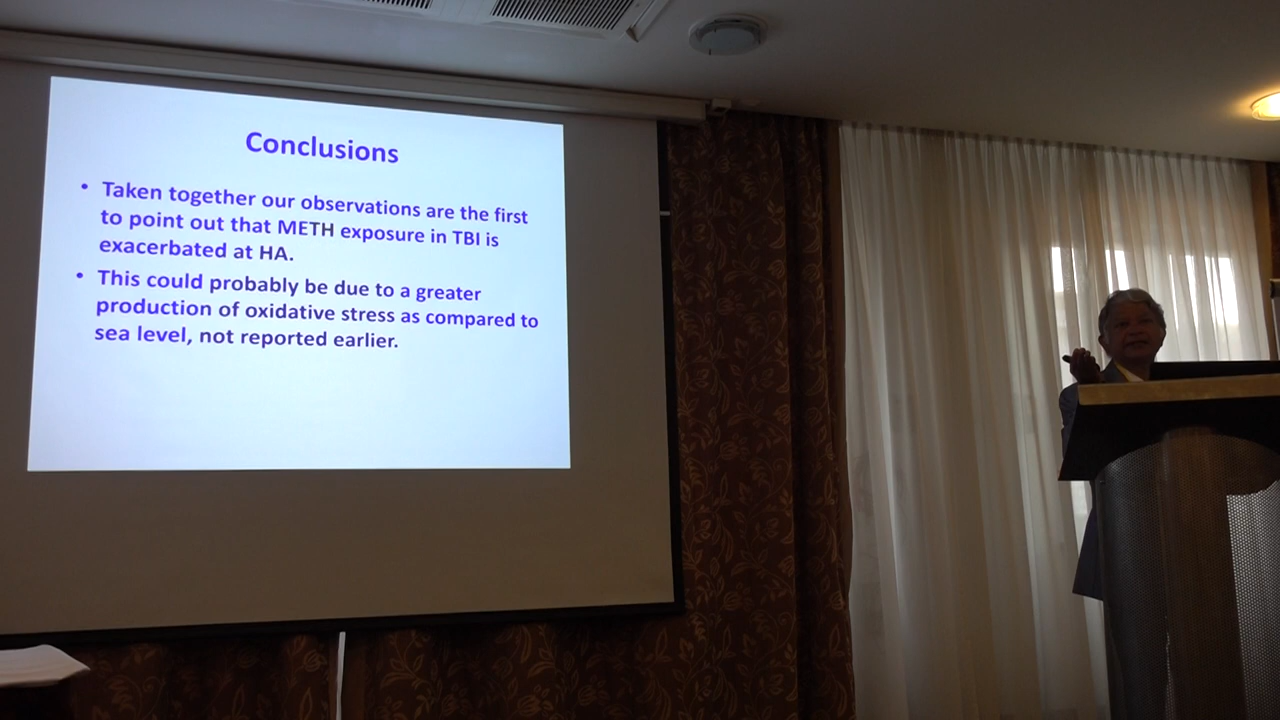 Conclusions
• Taken together our observations are the first
to point out that METH exposure in TBI is
exacerbated at HA.
• This could probably be due to a greater
production of oxidative stress as compared to
sea level, not reported earlier.